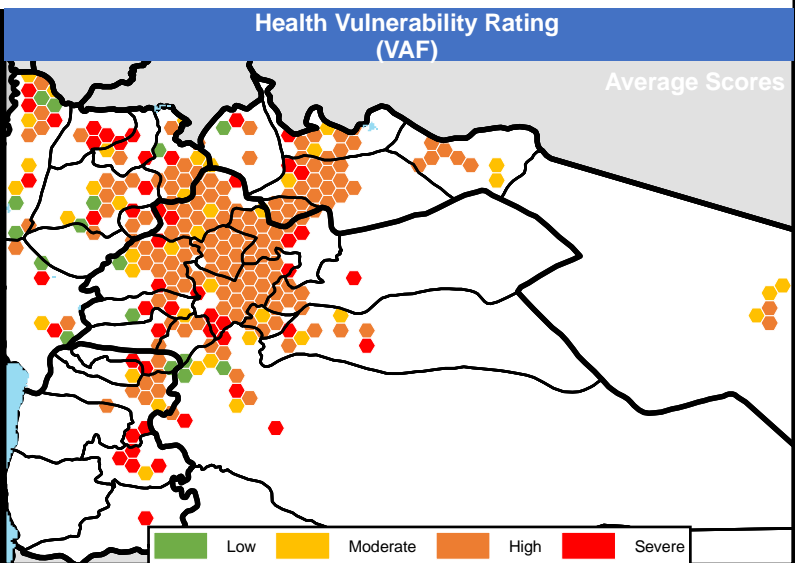 Health Vulnerability Rating
(VAF)
Average Scores
Low Moderate High Severe